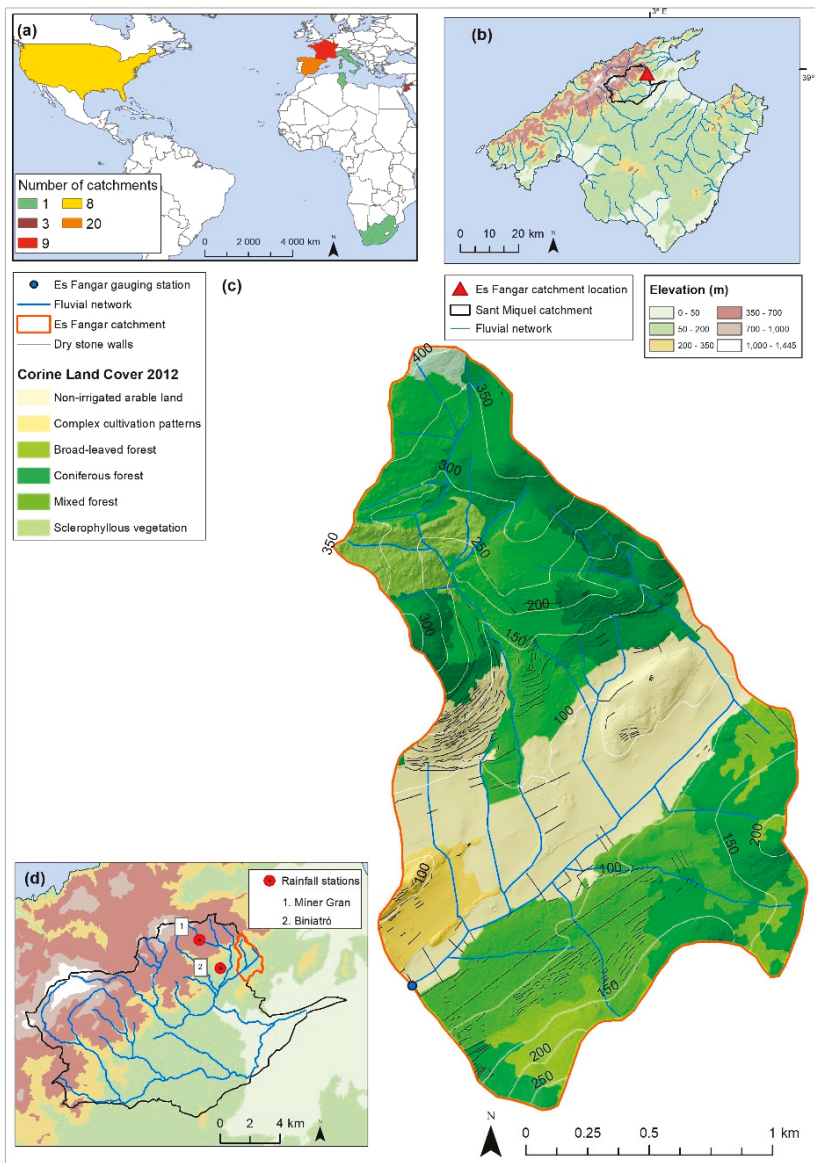 (a)
Number of catchments
1
8
3
20
9
0
2 000
4 000 km
N
(b)
3° E
39°
0
10
20 km
N
Es Fangar gauging station
Fluvial network
Es Fangar catchment
Dry stone walls
Corine Land Cover 2012
Non-irrigated arable land
Complex cultivation patterns
Broad-leaved forest
Coniferous forest
Mixed forest
Sclerophyllous vegetation
(c)
Es Fangar catchment location
Sant Miquel catchment
Fluvial network
Elevation (m)
0 - 50
350 - 700
50 - 200
700 - 1,000
200 - 350
1,000 - 1,445
400
350
300
350
250
200
300
150
100
200
150
100
100
150
200
250
(d)
Rainfall stations
1. Miner Gran
2. Biniatró
1
2
0 2 4 km
N
N
0 0.25 0.5 1 km